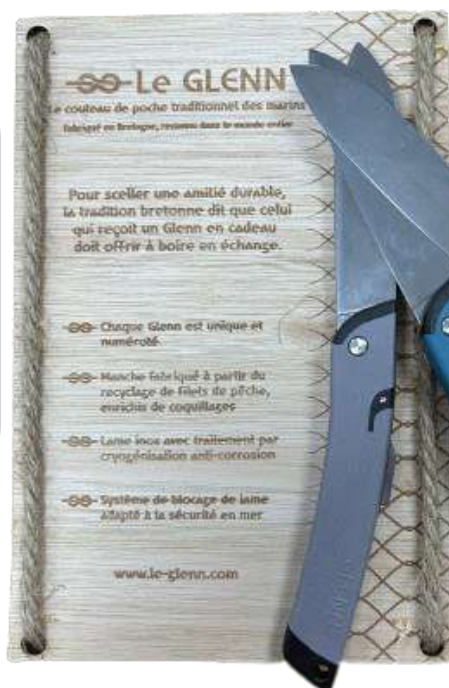 Le GLENN
Le couteau de poche traditionnel des marins
Fabriqué en Bretagne, reconnu dans le monde entier
Pour sceller une amitié durable,
la tradition bretonne dit que celui
qui reçoit un Glenn en cadeau
doit offrir à boire en échange.
Chaque Glenn est unique et
numéroté
Manche fabriqué à partir du
recyclage de filets de pêche,
enrichis de coquillages
Lame inox avec traitement par
cryogénisation anti-corrosion
Système de blocage de lame
adapté à la sécurité en mer
www.le-glenn.com